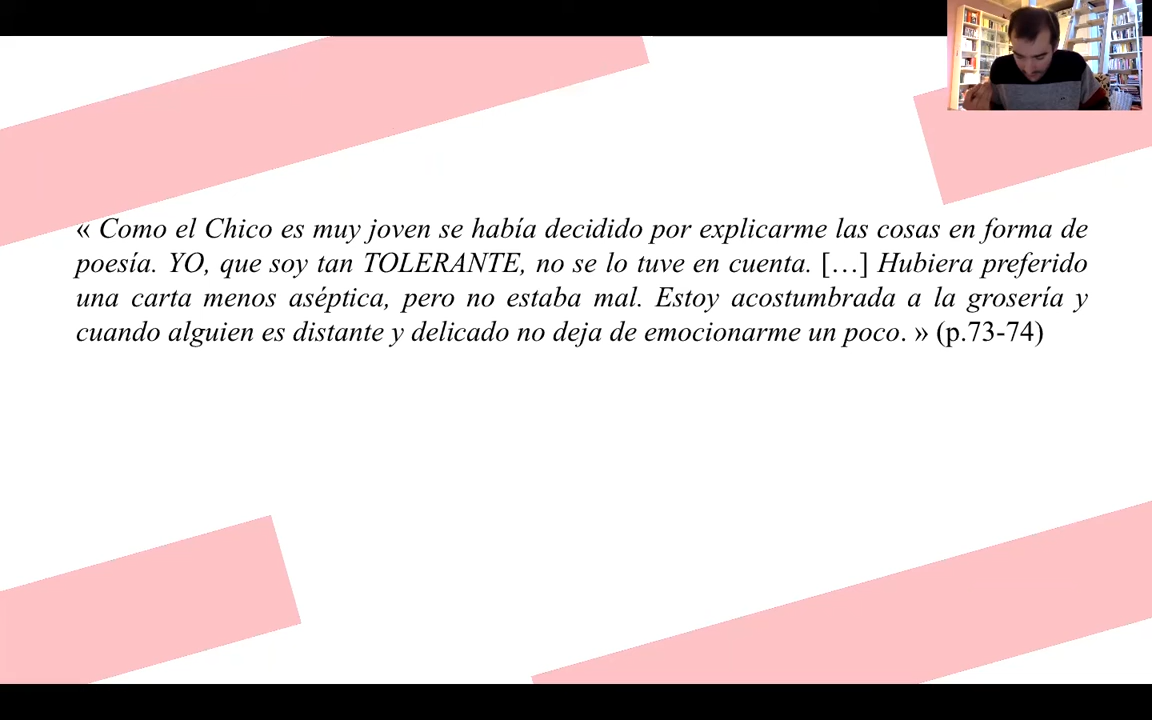 « Como el Chico es muy joven se había decidido por explicarme las cosas en forma de
poesía. YO, que soy tan TOLERANTE, no se lo tuve en cuenta. […] Hubiera preferido
una carta menos aséptica, pero no estaba mal. Estoy acostumbrada a la grosería y
cuando alguien es distante y delicado no deja de emocionarme un poco. » (p.73-74)